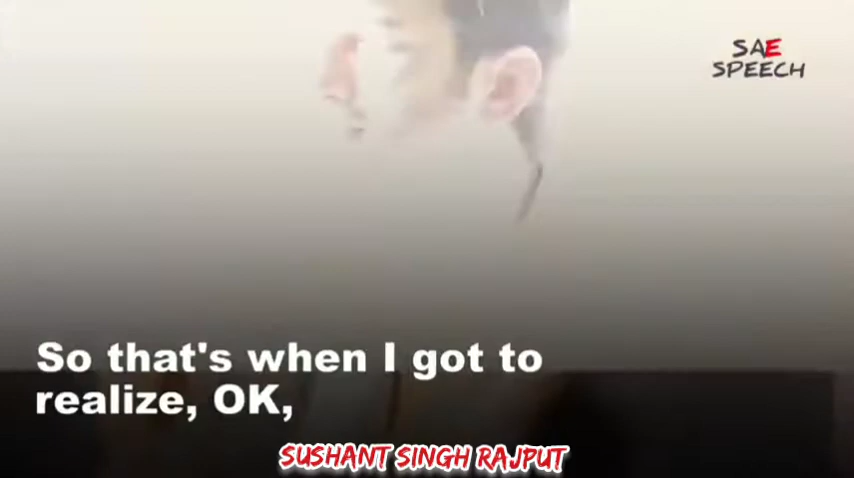 SAE
SPEECH
So that's when I got to
realize, OK,
SUSHANT SINGH RAJPUT